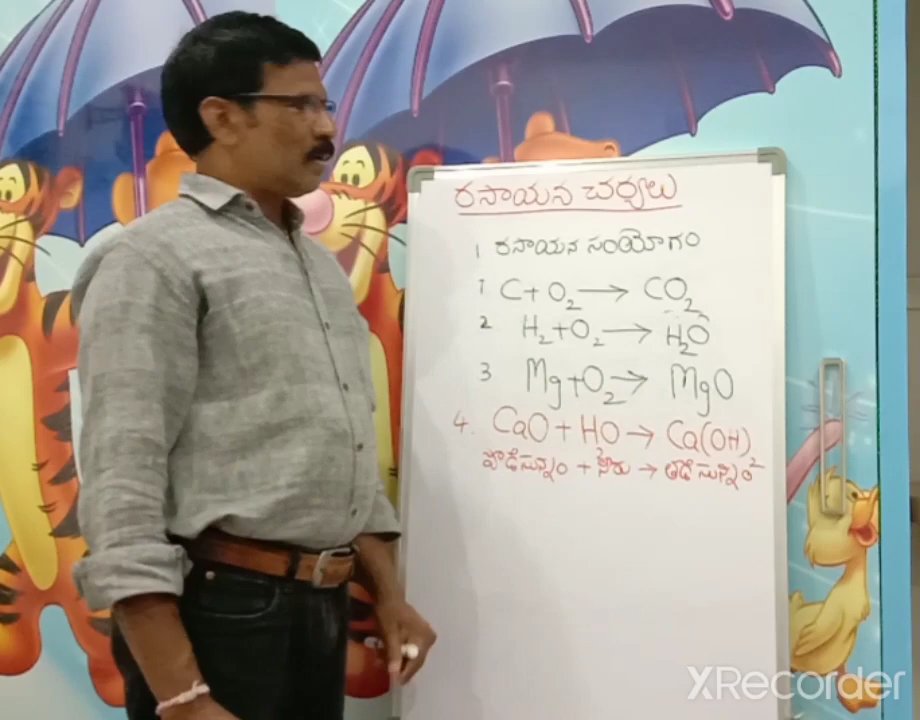 రసాయన చర్యలు
1 రసాయన సంయోగం
1 C + O₂ → CO₂
2 H₂ + O₂ → H₂O
3 Mg + O₂ → MgO
4. CaO + H₂O → Ca(OH)₂
పొడిసున్నం + నీరు → తడిసున్నం
XRecorder